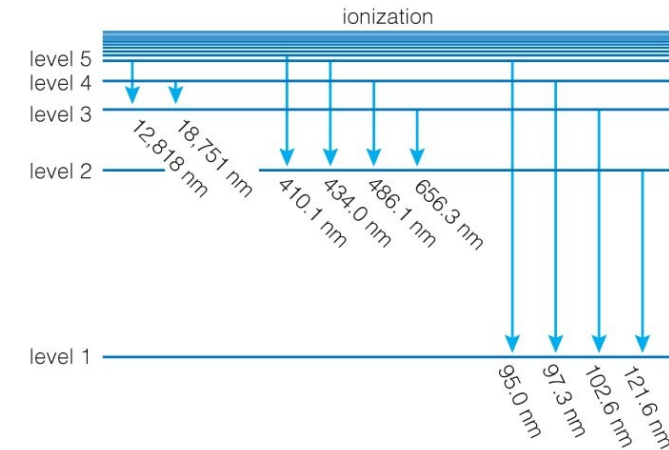 ionization
level 5
level 4
level 3
level 2
level 1
12,818 nm
18,751 nm
410.1 nm
434.0 nm
486.1 nm
656.3 nm
95.0 nm
97.3 nm
102.6 nm
121.6 nm